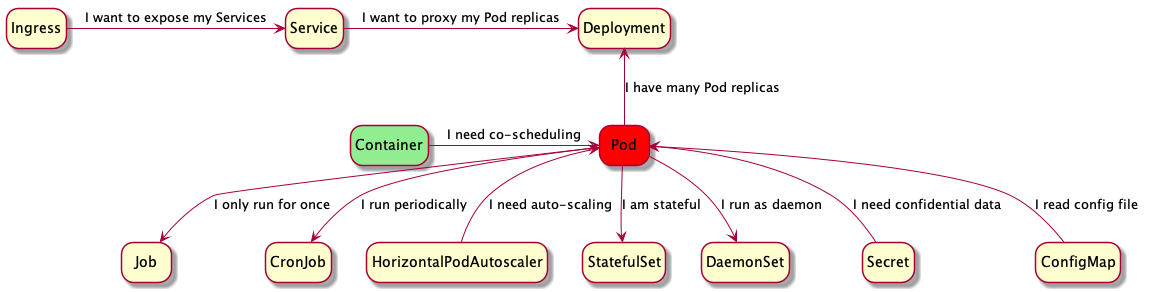 Ingress
I want to expose my Services
Service
I want to proxy my Pod replicas
Deployment
I have many Pod replicas
Container
I need co-scheduling
Pod
I only run for once
I run periodically
I need auto-scaling
I am stateful
I run as daemon
I need confidential data
I read config file
Job
CronJob
HorizontalPodAutoscaler
StatefulSet
DaemonSet
Secret
ConfigMap